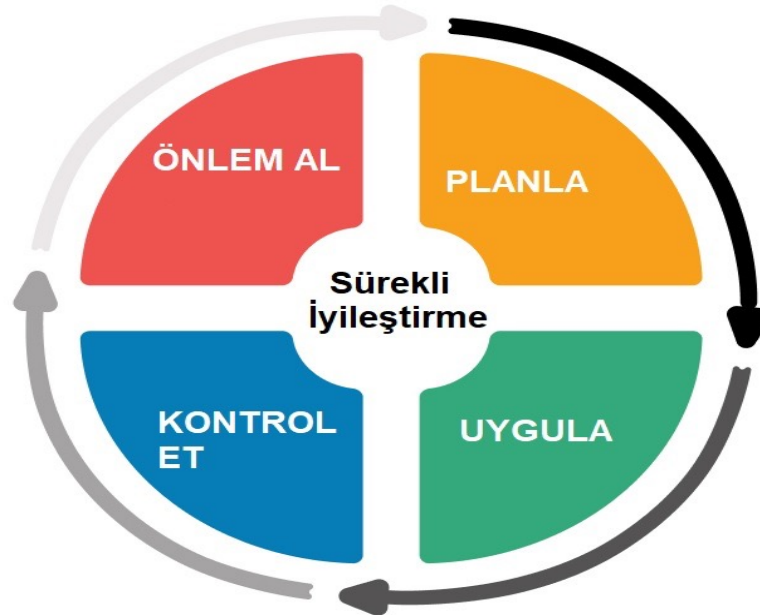 ÖNLEM AL
PLANLA
Sürekli
İyileştirme
KONTROL
ET
UYGULA